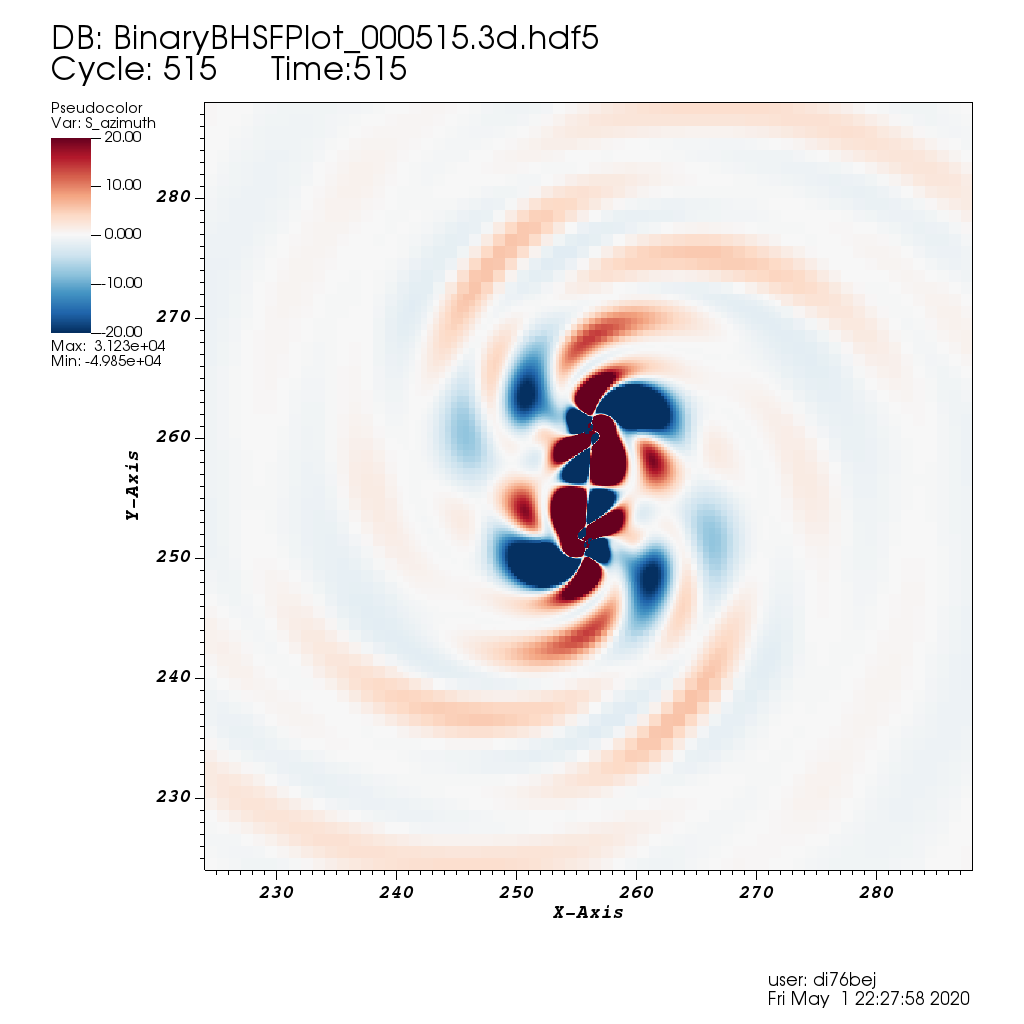 DB: BinaryBHSFPlot_000515.3d.hdf5
Cycle: 515 Time:515
Pseudocolor
Var: S_azimuth
20.00
10.00
0.000
-10.00
-20.00
Max: 3.123e+04
Min: -4.985e+04
280
270
260
250
240
230
Y-Axis
230 240 250 260 270 280
X-Axis
user: di76bej
Fri May 1 22:27:58 2020